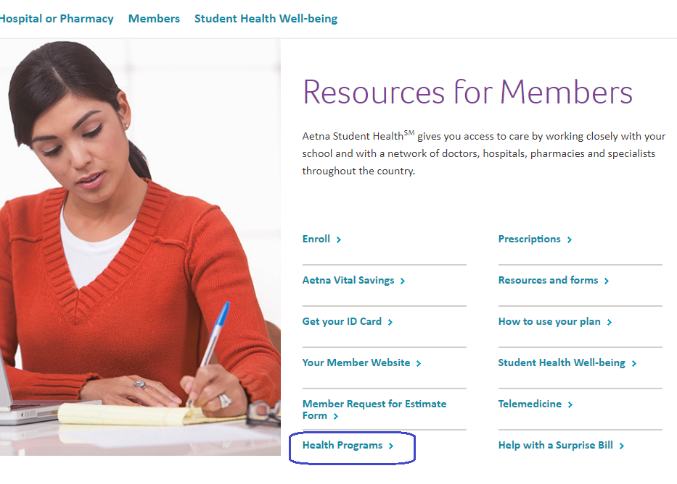 Hospital or Pharmacy Members Student Health Well-being
Resources for Members
Aetna Student Health℠ gives you access to care by working closely with your
school and with a network of doctors, hospitals, pharmacies and specialists
throughout the country.
Enroll >
Prescriptions >
Aetna Vital Savings >
Resources and forms >
Get your ID Card >
How to use your plan >
Your Member Website >
Student Health Well-being >
Member Request for Estimate
Form >
Telemedicine >
Health Programs >
Help with a Surprise Bill >